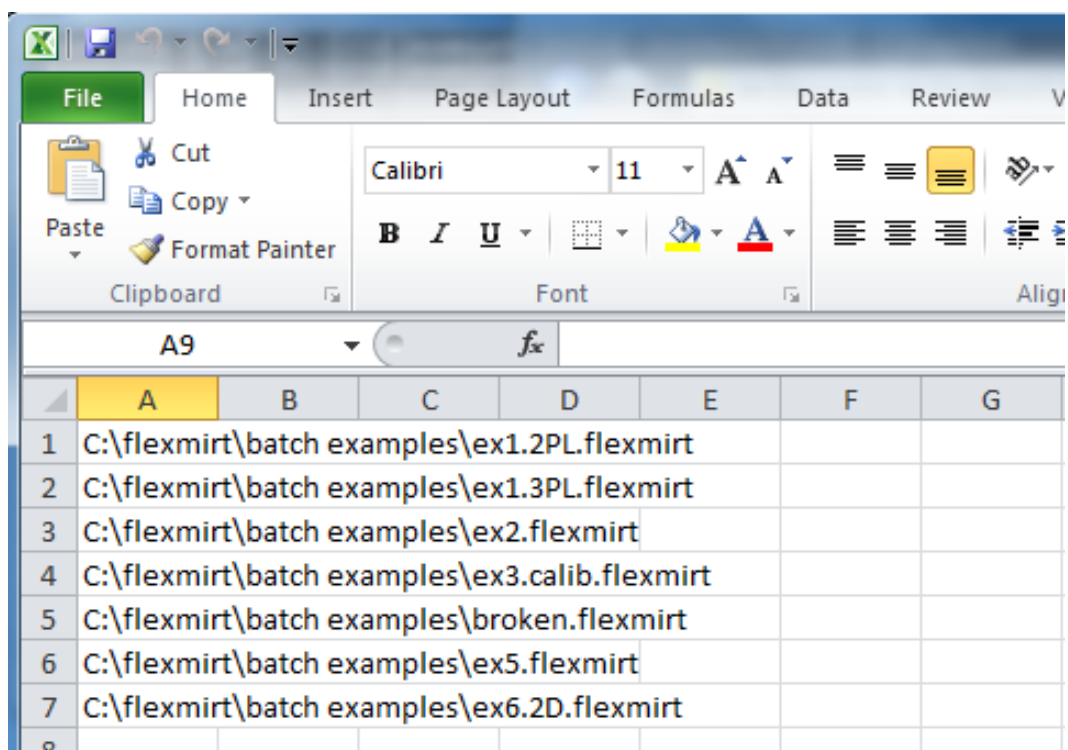 File Home Insert Page Layout Formulas Data Review
Cut
Copy
Paste
Format Painter
Calibri 11 A A
B I U A
Clipboard Font
A9 fx
A B C D E F G
1 C:\flexmirt\batch examples\ex1.2PL.flexmirt
2 C:\flexmirt\batch examples\ex1.3PL.flexmirt
3 C:\flexmirt\batch examples\ex2.flexmirt
4 C:\flexmirt\batch examples\ex3.calib.flexmirt
5 C:\flexmirt\batch examples\broken.flexmirt
6 C:\flexmirt\batch examples\ex5.flexmirt
7 C:\flexmirt\batch examples\ex6.2D.flexmirt